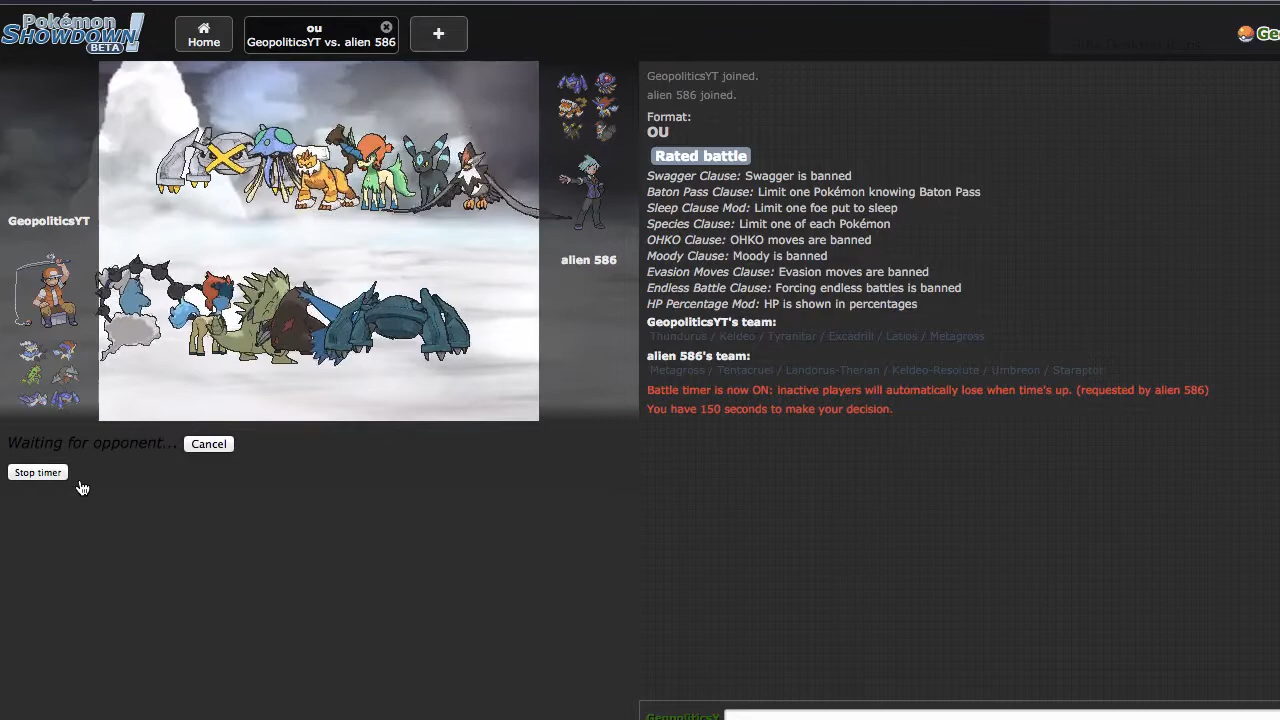 Pokémon
SHOWDOWN!
BETA
Home
ou
GeopoliticsYT vs. alien 586
+
Ge
GeopoliticsYT
alien 586
Waiting for opponent... Cancel
Stop timer
GeopoliticsYT joined.
alien 586 joined.
Format:
OU
Rated battle
Swagger Clause: Swagger is banned
Baton Pass Clause: Limit one Pokémon knowing Baton Pass
Sleep Clause Mod: Limit one foe put to sleep
Species Clause: Limit one of each Pokémon
OHKO Clause: OHKO moves are banned
Moody Clause: Moody is banned
Evasion Moves Clause: Evasion moves are banned
Endless Battle Clause: Forcing endless battles is banned
HP Percentage Mod: HP is shown in percentages
GeopoliticsYT's team:
Thundurus / Keldeo / Tyranitar / Excadrill / Latios / Metagross
alien 586's team:
Metagross / Tentacruel / Landorus-Therian / Keldeo-Resolute / Umbreon / Staraptor
Battle timer is now ON: inactive players will automatically lose when time's up. (requested by alien 586)
You have 150 seconds to make your decision.
GeopoliticsY